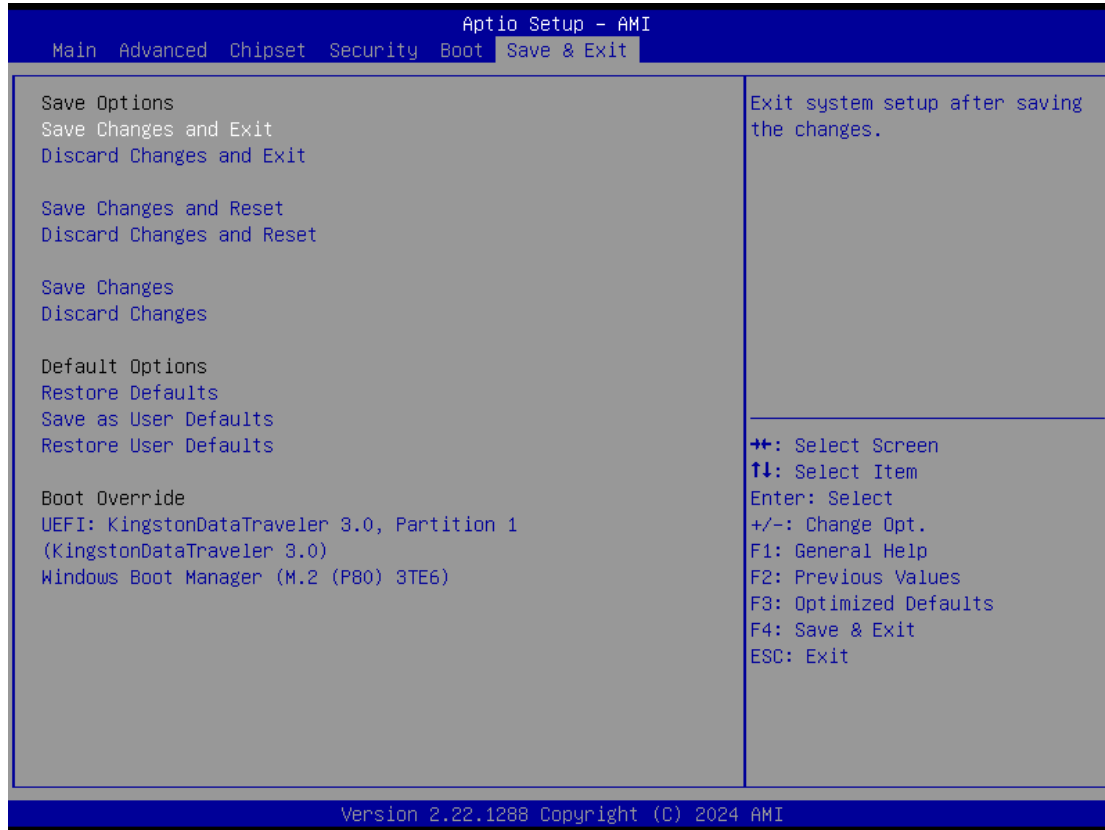 Aptio Setup – AMI
Main Advanced Chipset Security Boot Save & Exit
Save Options
Save Changes and Exit
Discard Changes and Exit
Save Changes and Reset
Discard Changes and Reset
Save Changes
Discard Changes
Default Options
Restore Defaults
Save as User Defaults
Restore User Defaults
Boot Override
UEFI: KingstonDataTraveler 3.0, Partition 1
(KingstonDataTraveler 3.0)
Windows Boot Manager (M.2 (P80) 3TE6)
Exit system setup after saving
the changes.
→←: Select Screen
↑↓: Select Item
Enter: Select
+/-: Change Opt.
F1: General Help
F2: Previous Values
F3: Optimized Defaults
F4: Save & Exit
ESC: Exit
Version 2.22.1288 Copyright (C) 2024 AMI